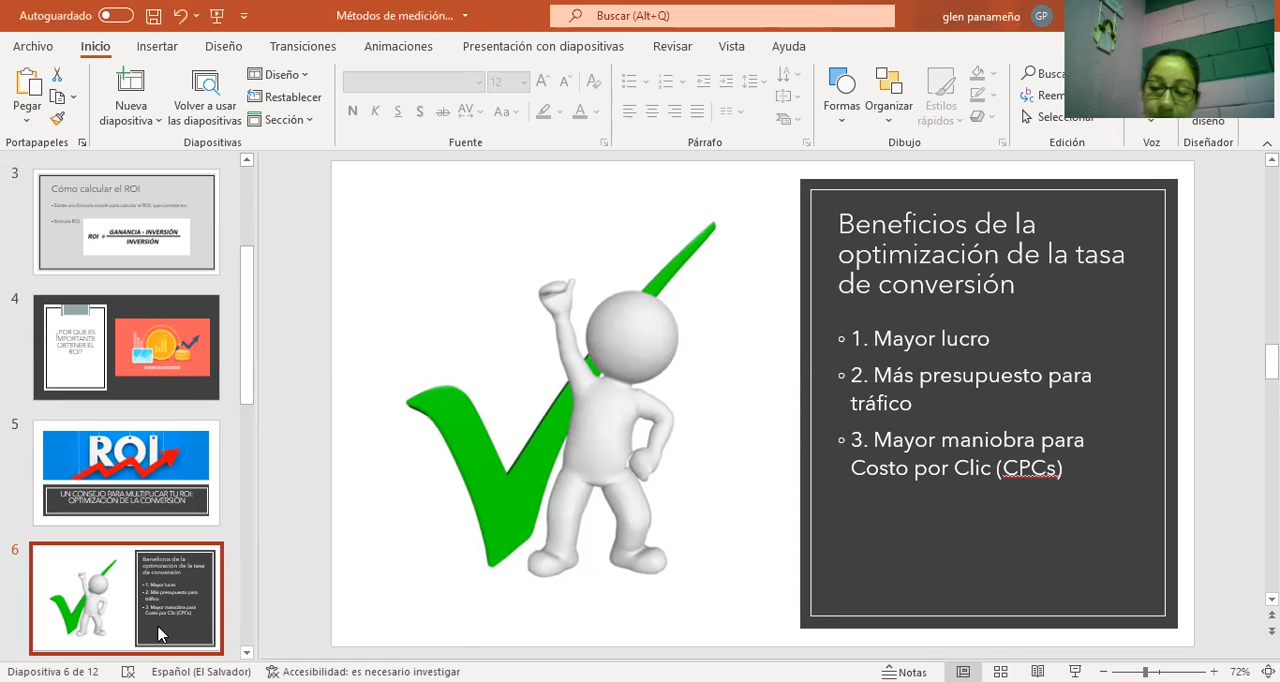 Autoguardado
Métodos de medición...
Buscar (Alt+Q)
glen panameño
GP
Archivo
Inicio
Insertar
Diseño
Transiciones
Animaciones
Presentación con diapositivas
Revisar
Vista
Ayuda
Pegar
Nueva
diapositiva
Volver a usar
las diapositivas
Diseño
Restablecer
Sección
12
N
K
S
S
ab
AV
Aa
A
Formas
Organizar
Estilos
rápidos
Busca
Reem
Selecciona
diseño
Portapapeles
Diapositivas
Fuente
Párrafo
Dibujo
Edición
Voz
Diseñador
3
Cómo calcular el ROI
ROI = GANANCIA - INVERSIÓN
INVERSIÓN
4
¿POR QUE ES
IMPORTANTE
OBTENER EL
ROI?
5
ROI
UN CONSEJO PARA MULTIPLICAR TU ROI:
OPTIMIZACIÓN DE LA CONVERSIÓN
6
Beneficios de la
optimización de la tasa
de conversión
1. Mayor lucro
2. Más presupuesto para
tráfico
3. Mayor maniobra para
Costo por Clic (CPCs)
Beneficios de la
optimización de la tasa
de conversión
1. Mayor lucro
2. Más presupuesto para
tráfico
3. Mayor maniobra para
Costo por Clic (CPCs)
Diapositiva 6 de 12
Español (El Salvador)
Accesibilidad: es necesario investigar
Notas
72%